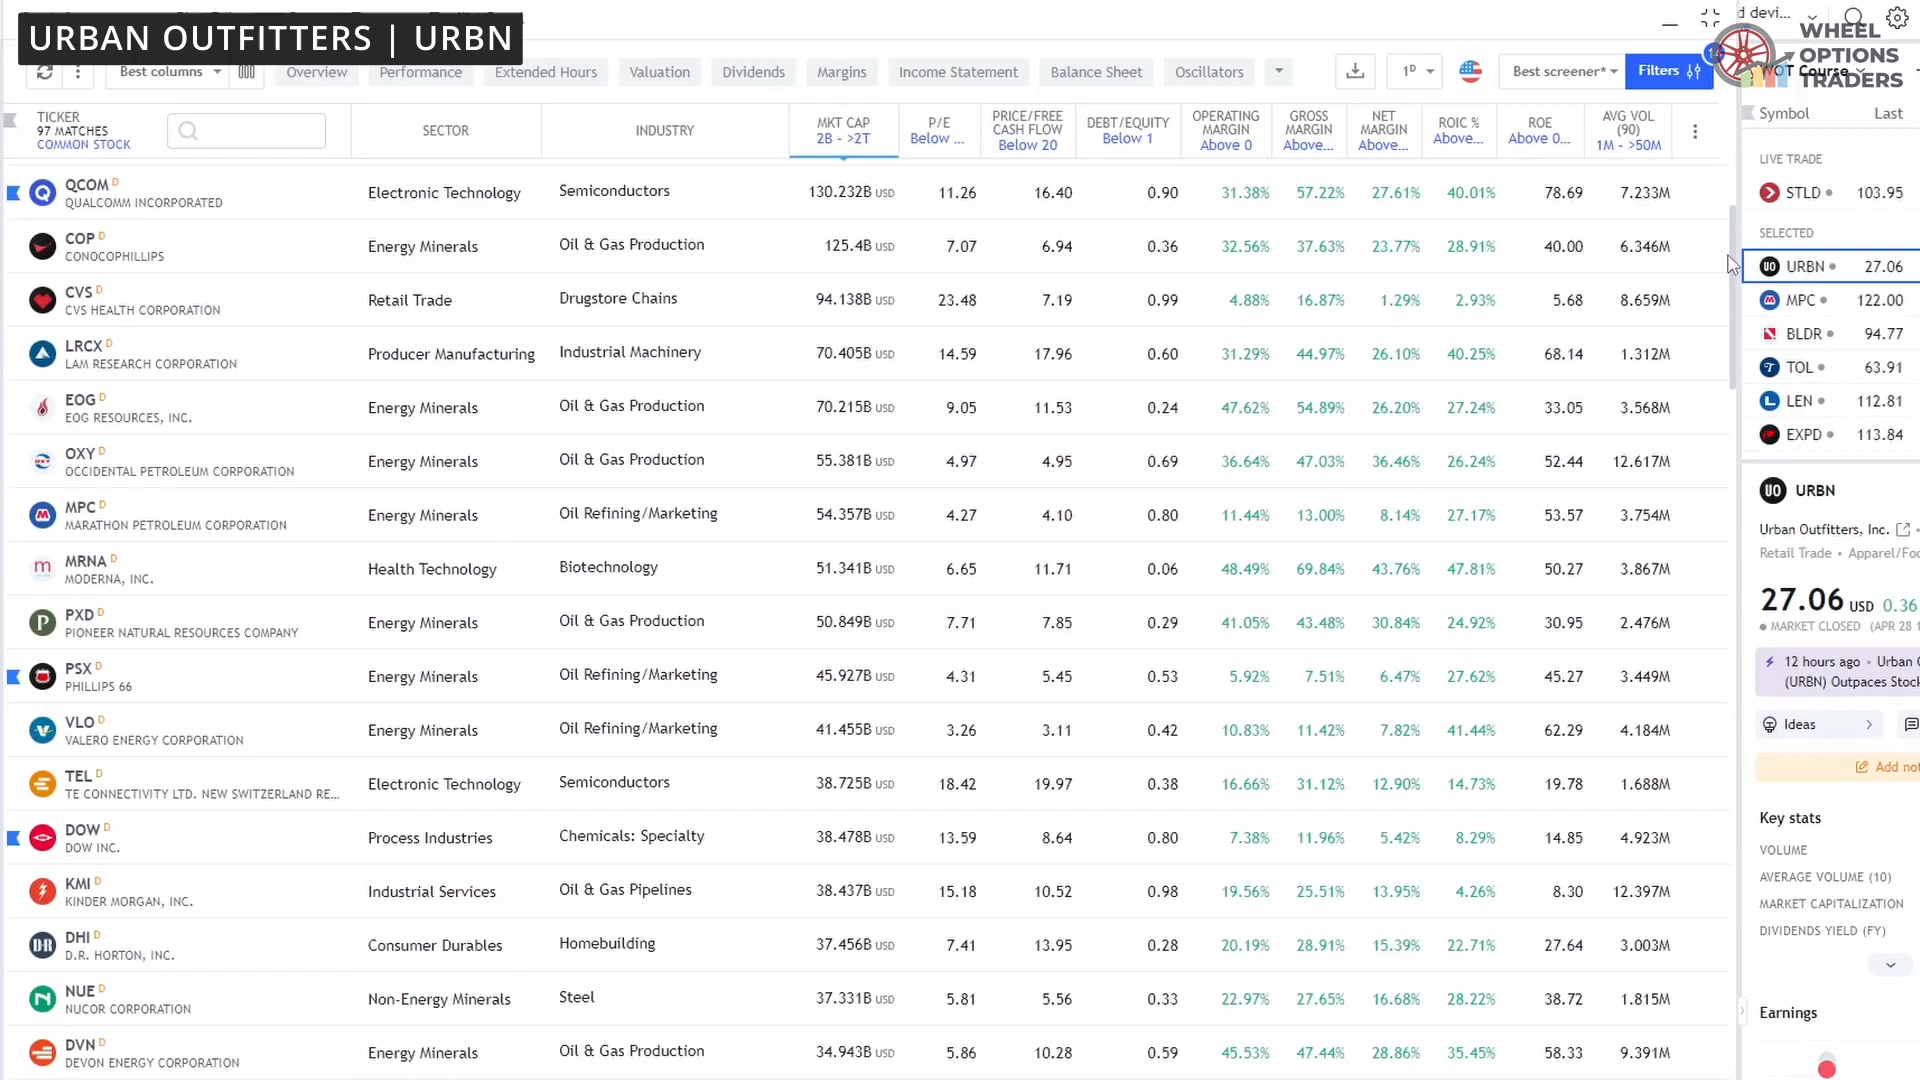 URBAN OUTFITTERS | URBN
d devi...
WHEEL
OPTIONS
TRADERS
WOT Course
Best columns
Overview
Performance
Extended Hours
Valuation
Dividends
Margins
Income Statement
Balance Sheet
Oscillators
1D
Best screener*
Filters
TICKER
97 MATCHES
COMMON STOCK
SECTOR
INDUSTRY
MKT CAP
2B - >2T
P/E
Below ...
PRICE/FREE
CASH FLOW
Below 20
DEBT/EQUITY
Below 1
OPERATING
MARGIN
Above 0
GROSS
MARGIN
Above...
NET
MARGIN
Above...
ROIC %
Above...
ROE
Above 0...
AVG VOL
(90)
1M - >50M
QCOM D
QUALCOMM INCORPORATED
Electronic Technology Semiconductors 130.232B USD 11.26 16.40 0.90 31.38% 57.22% 27.61% 40.01% 78.69 7.233M
COP D
CONOCOPHILLIPS
Energy Minerals Oil & Gas Production 125.4B USD 7.07 6.94 0.36 32.56% 37.63% 23.77% 28.91% 40.00 6.346M
CVS D
CVS HEALTH CORPORATION
Retail Trade Drugstore Chains 94.138B USD 23.48 7.19 0.99 4.88% 16.87% 1.29% 2.93% 5.68 8.659M
LRCX D
LAM RESEARCH CORPORATION
Producer Manufacturing Industrial Machinery 70.405B USD 14.59 17.96 0.60 31.29% 44.97% 26.10% 40.25% 68.14 1.312M
EOG D
EOG RESOURCES, INC.
Energy Minerals Oil & Gas Production 70.215B USD 9.05 11.53 0.24 47.62% 54.89% 26.20% 27.24% 33.05 3.568M
OXY D
OCCIDENTAL PETROLEUM CORPORATION
Energy Minerals Oil & Gas Production 55.381B USD 4.97 4.95 0.69 36.64% 47.03% 36.46% 26.24% 52.44 12.617M
MPC D
MARATHON PETROLEUM CORPORATION
Energy Minerals Oil Refining/Marketing 54.357B USD 4.27 4.10 0.80 11.44% 13.00% 8.14% 27.17% 53.57 3.754M
MRNA D
MODERNA, INC.
Health Technology Biotechnology 51.341B USD 6.65 11.71 0.06 48.49% 69.84% 43.76% 47.81% 50.27 3.867M
PXD D
PIONEER NATURAL RESOURCES COMPANY
Energy Minerals Oil & Gas Production 50.849B USD 7.71 7.85 0.29 41.05% 43.48% 30.84% 24.92% 30.95 2.476M
PSX D
PHILLIPS 66
Energy Minerals Oil Refining/Marketing 45.927B USD 4.31 5.45 0.53 5.92% 7.51% 6.47% 27.62% 45.27 3.449M
VLO D
VALERO ENERGY CORPORATION
Energy Minerals Oil Refining/Marketing 41.455B USD 3.26 3.11 0.42 10.83% 11.42% 7.82% 41.44% 62.29 4.184M
TEL D
TE CONNECTIVITY LTD. NEW SWITZERLAND RE...
Electronic Technology Semiconductors 38.725B USD 18.42 19.97 0.38 16.66% 31.12% 12.90% 14.73% 19.78 1.688M
DOW D
DOW INC.
Process Industries Chemicals: Specialty 38.478B USD 13.59 8.64 0.80 7.38% 11.96% 5.42% 8.29% 14.85 4.923M
KMI D
KINDER MORGAN, INC.
Industrial Services Oil & Gas Pipelines 38.437B USD 15.18 10.52 0.98 19.56% 25.51% 13.95% 4.26% 8.30 12.397M
DHI D
D.R. HORTON, INC.
Consumer Durables Homebuilding 37.456B USD 7.41 13.95 0.28 20.19% 28.91% 15.39% 22.71% 27.64 3.003M
NUE D
NUCOR CORPORATION
Non-Energy Minerals Steel 37.331B USD 5.81 5.56 0.33 22.97% 27.65% 16.68% 28.22% 38.72 1.815M
DVN D
DEVON ENERGY CORPORATION
Energy Minerals Oil & Gas Production 34.943B USD 5.86 10.28 0.59 45.53% 47.44% 28.86% 35.45% 58.33 9.391M
Symbol Last
LIVE TRADE
STLD 103.95
SELECTED
UO URBN 27.06
MPC 122.00
BLDR 94.77
TOL 63.91
LEN 112.81
EXPD 113.84
UO URBN
Urban Outfitters, Inc.
Retail Trade • Apparel/Foo
27.06 USD 0.36
MARKET CLOSED (APR 28 1
12 hours ago • Urban O
(URBN) Outpaces Stock
Ideas
Add not
Key stats
VOLUME
AVERAGE VOLUME (10)
MARKET CAPITALIZATION
DIVIDENDS YIELD (FY)
Earnings